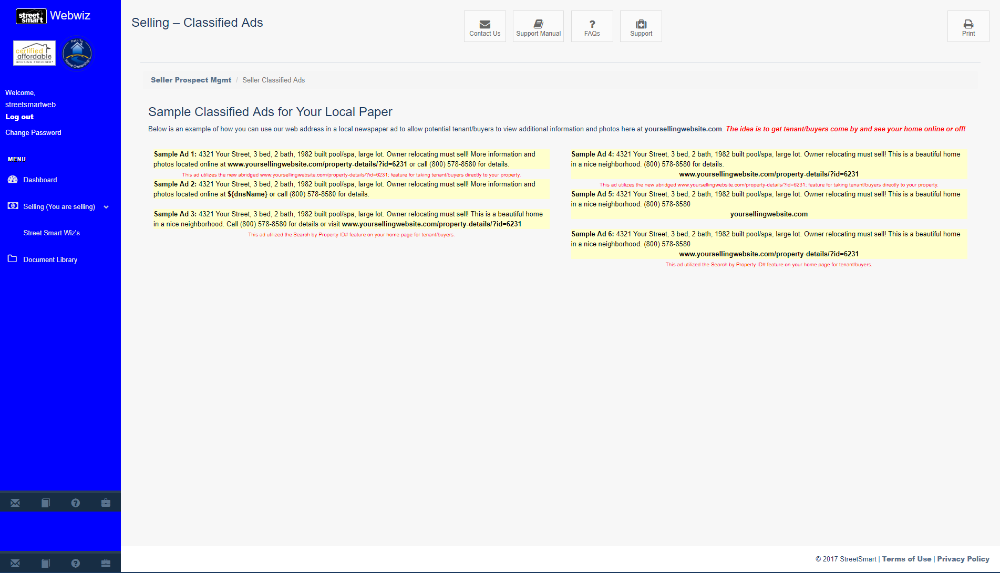 street smart Webwiz
certified affordable HOUSING PROVIDER
Path To Home Ownership
Welcome,
streetsmartweb
Log out
Change Password
MENU
Dashboard
Selling (You are selling)
Street Smart Wiz's
Document Library
Selling – Classified Ads
Contact Us
Support Manual
FAQs
Support
Print
Seller Prospect Mgmt / Seller Classified Ads
Sample Classified Ads for Your Local Paper
Below is an example of how you can use our web address in a local newspaper ad to allow potential tenant/buyers to view additional information and photos here at yoursellingwebsite.com. The idea is to get tenant/buyers come by and see your home online or off!
Sample Ad 1: 4321 Your Street, 3 bed, 2 bath, 1982 built pool/spa, large lot. Owner relocating must sell! More information and
photos located online at www.yoursellingwebsite.com/property-details/?id=6231 or call (800) 578-8580 for details.
This ad utilizes the new abridged www.yoursellingwebsite.com/property-details/?id=6231; feature for taking tenant/buyers directly to your property.
Sample Ad 2: 4321 Your Street, 3 bed, 2 bath, 1982 built pool/spa, large lot. Owner relocating must sell! More information and
photos located online at ${dnsName} or call (800) 578-8580 for details.
Sample Ad 3: 4321 Your Street, 3 bed, 2 bath, 1982 built pool/spa, large lot. Owner relocating must sell! This is a beautiful home
in a nice neighborhood. Call (800) 578-8580 for details or visit www.yoursellingwebsite.com/property-details/?id=6231
This ad utilized the Search by Property ID# feature on your home page for tenant/buyers.
Sample Ad 4: 4321 Your Street, 3 bed, 2 bath, 1982 built pool/spa, large lot. Owner relocating must sell! This is a beautiful home
in a nice neighborhood. (800) 578-8580 for details.
www.yoursellingwebsite.com/property-details/?id=6231
This ad utilizes the new abridged www.yoursellingwebsite.com/property-details/?id=6231; feature for taking tenant/buyers directly to your property.
Sample Ad 5: 4321 Your Street, 3 bed, 2 bath, 1982 built pool/spa, large lot. Owner relocating must sell! This is a beautiful home
in a nice neighborhood. (800) 578-8580
yoursellingwebsite.com
Sample Ad 6: 4321 Your Street, 3 bed, 2 bath, 1982 built pool/spa, large lot. Owner relocating must sell! This is a beautiful home
in a nice neighborhood. (800) 578-8580
www.yoursellingwebsite.com/property-details/?id=6231
This ad utilized the Search by Property ID# feature on your home page for tenant/buyers.
© 2017 StreetSmart | Terms of Use | Privacy Policy